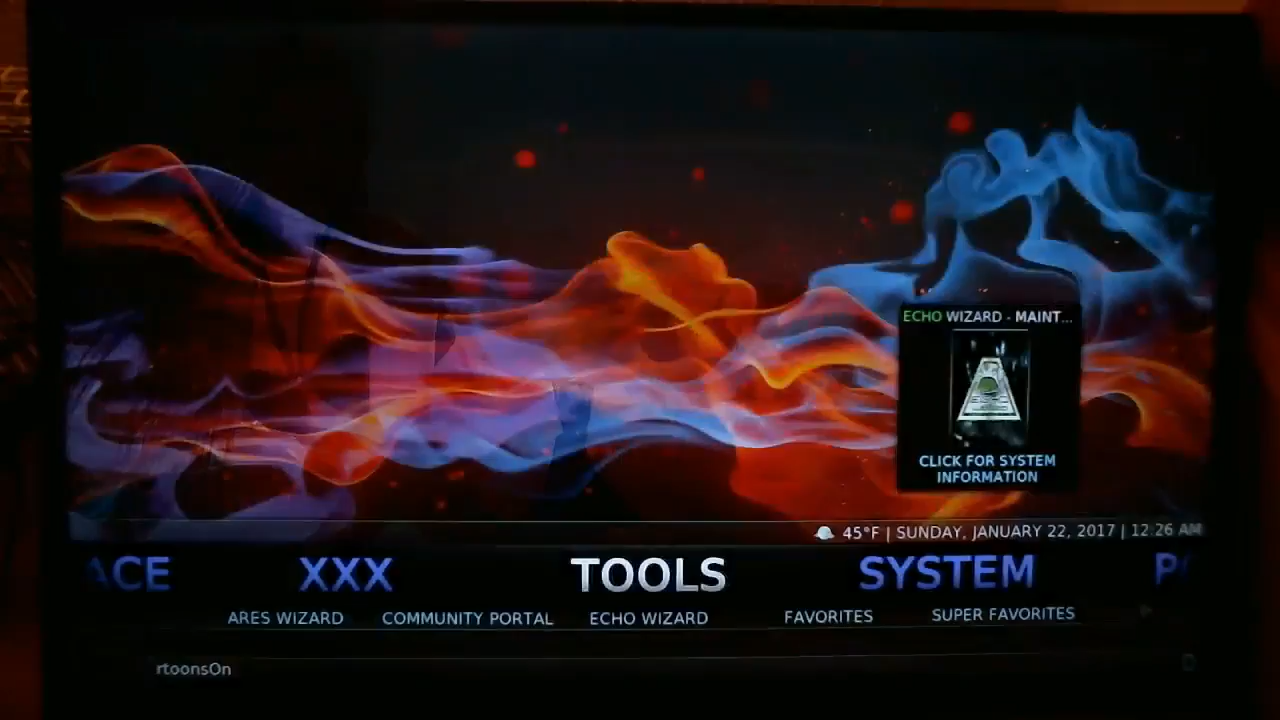 ECHO WIZARD - MAINT...
CLICK FOR SYSTEM
INFORMATION
45°F | SUNDAY, JANUARY 22, 2017 | 12:26 AM
ACE XXX TOOLS SYSTEM
ARES WIZARD COMMUNITY PORTAL ECHO WIZARD FAVORITES SUPER FAVORITES
rtoonsOn